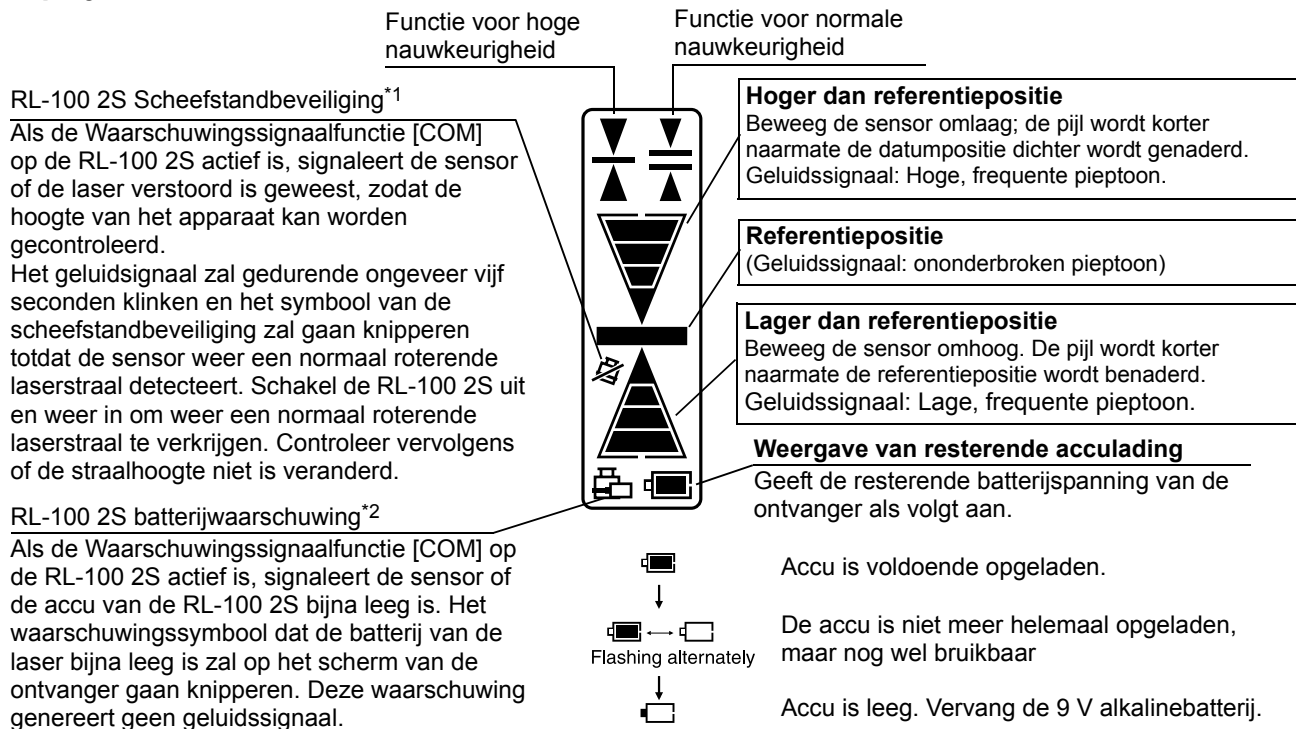 Functie voor hoge
nauwkeurigheid
Functie voor normale
nauwkeurigheid
RL-100 2S Scheefstandbeveiliging*1
Als de Waarschuwingssignaalfunctie [COM]
op de RL-100 2S actief is, signaleert de sensor
of de laser verstoord is geweest, zodat de
hoogte van het apparaat kan worden
gecontroleerd.
Het geluidsignaal zal gedurende ongeveer vijf
seconden klinken en het symbool van de
scheefstandbeveiliging zal gaan knipperen
totdat de sensor weer een normaal roterende
laserstraal detecteert. Schakel de RL-100 2S uit
en weer in om weer een normaal roterende
laserstraal te verkrijgen. Controleer vervolgens
of de straalhoogte niet is veranderd.
RL-100 2S batterijwaarschuwing*2
Als de Waarschuwingssignaalfunctie [COM] op
de RL-100 2S actief is, signaleert de sensor of
de accu van de RL-100 2S bijna leeg is. Het
waarschuwingssymbool dat de batterij van de
laser bijna leeg is zal op het scherm van de
ontvanger gaan knipperen. Deze waarschuwing
genereert geen geluidssignaal.
Hoger dan referentiepositie
Beweeg de sensor omlaag; de pijl wordt korter
naarmate de datumpositie dichter wordt genaderd.
Geluidssignaal: Hoge, frequente pieptoon.
Referentiepositie
(Geluidssignaal: ononderbroken pieptoon)
Lager dan referentiepositie
Beweeg de sensor omhoog. De pijl wordt korter
naarmate de referentiepositie wordt benaderd.
Geluidssignaal: Lage, frequente pieptoon.
Weergave van resterende acculading
Geeft de resterende batterijspanning van de
ontvanger als volgt aan.
Accu is voldoende opgeladen.
Flashing alternately
De accu is niet meer helemaal opgeladen,
maar nog wel bruikbaar
Accu is leeg. Vervang de 9 V alkalinebatterij.